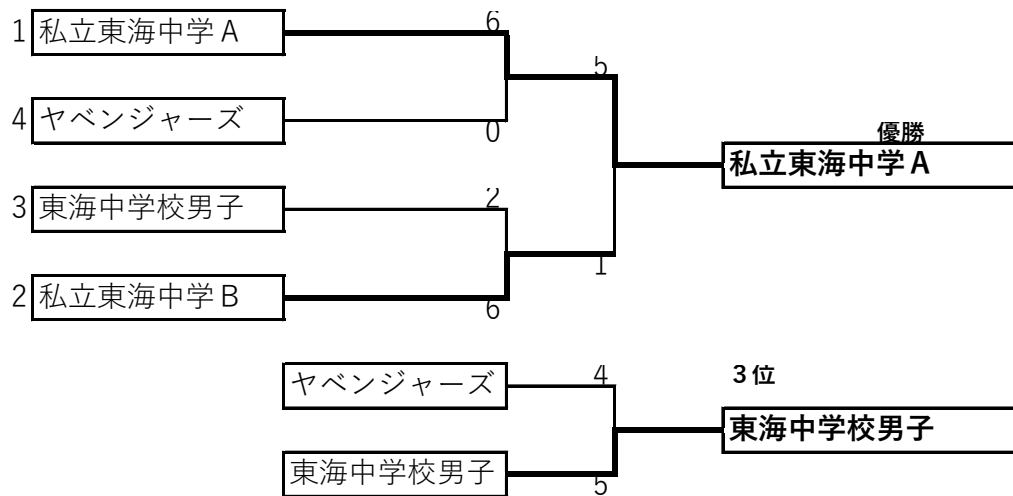 1 私立東海中学A 6
5
4 ヤベンジャーズ 0
優勝
私立東海中学A
3 東海中学校男子 2
1
2 私立東海中学B 6
ヤベンジャーズ 4
3位
東海中学校男子
東海中学校男子 5